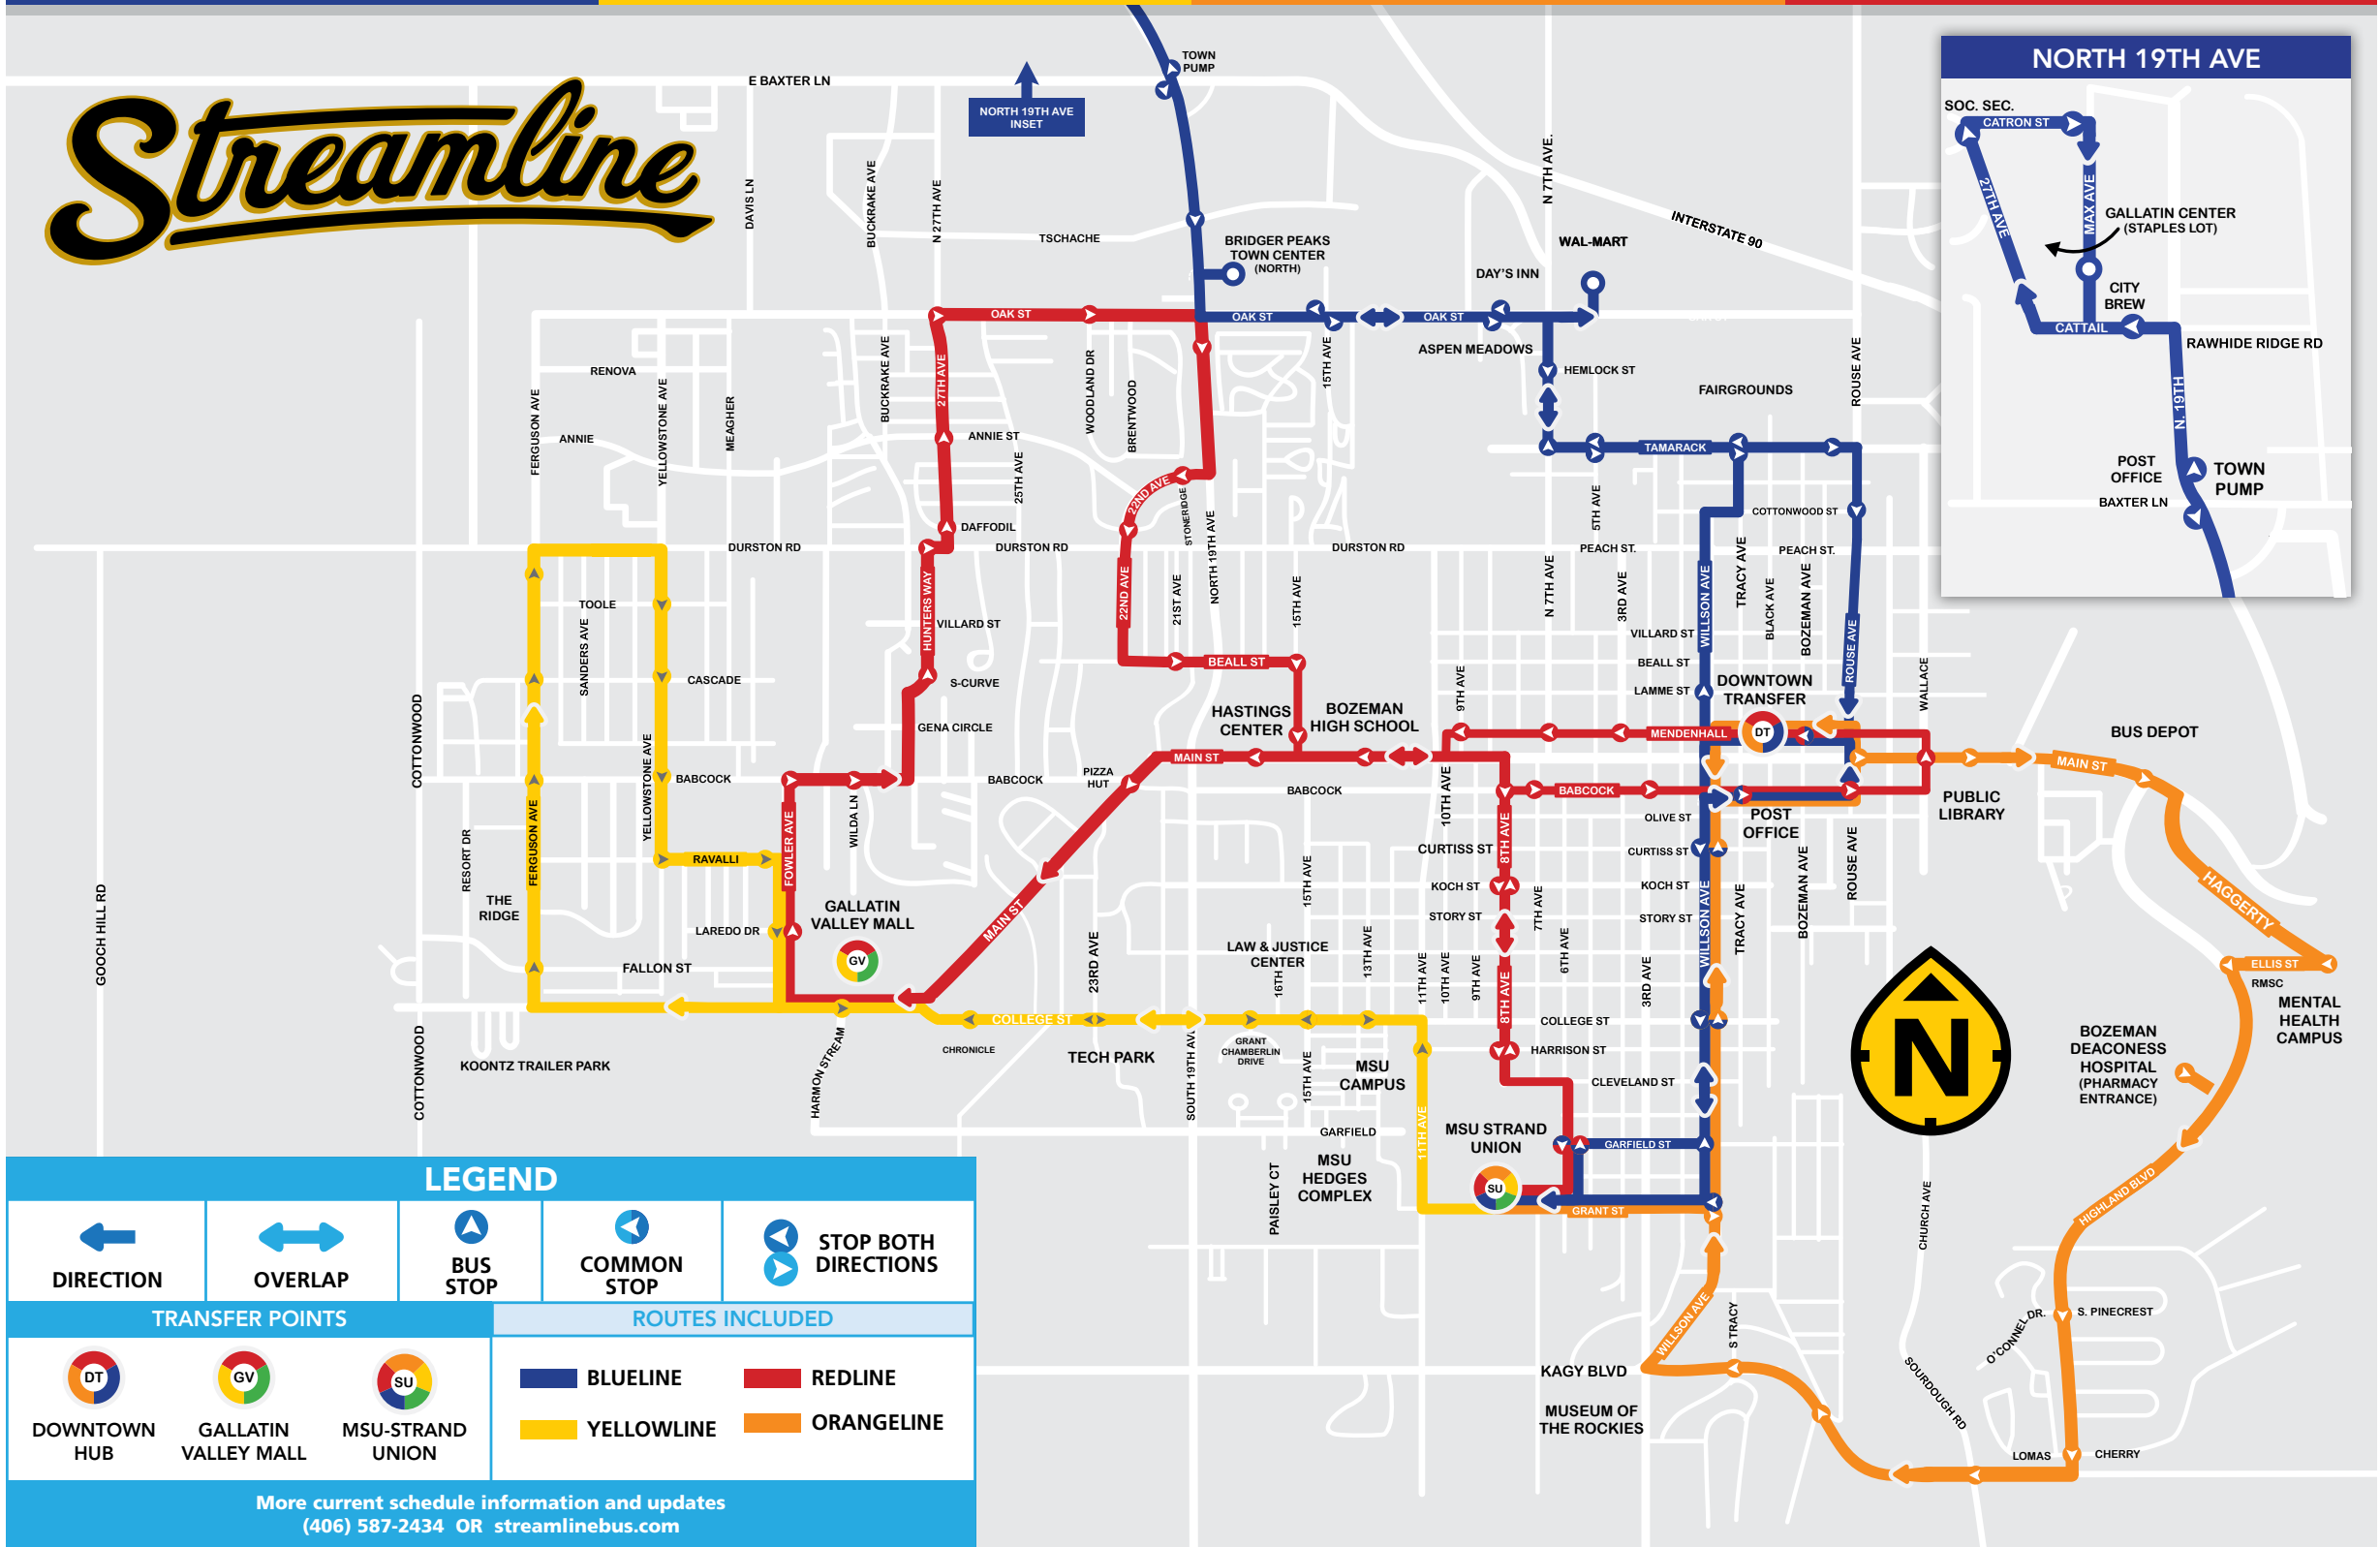 Streamline
E BAXTER LN
TOWN
PUMP
NORTH 19TH AVE
INSET
DAVIS LN
BUCKRAKE AVE
N 27TH AVE
TSCHACHE
BRIDGER PEAKS
TOWN CENTER
(NORTH)
N 7TH AVE.
WAL-MART
INTERSTATE 90
DAY'S INN
NORTH 19TH AVE
SOC. SEC.
CATRON ST
27TH AVE
MAX AVE
GALLATIN CENTER
(STAPLES LOT)
CITY
BREW
CATTAIL
RAWHIDE RIDGE RD
N. 19TH
POST
OFFICE
TOWN
PUMP
BAXTER LN
OAK ST
OAK ST
OAK ST
ASPEN MEADOWS
HEMLOCK ST
FAIRGROUNDS
ROUSE AVE
RENOVA
FERGUSON AVE
ANNIE
YELLOWSTONE AVE
MEAGHER
BUCKRAKE AVE
27TH AVE
ANNIE ST
25TH AVE
WOODLAND DR
BRENTWOOD
15TH AVE
22ND AVE
STONERIDGE
NORTH 19TH AVE
TAMARACK
5TH AVE
COTTONWOOD ST
DAFFODIL
DURSTON RD
DURSTON RD
DURSTON RD
PEACH ST.
PEACH ST.
TOOLE
SANDERS AVE
CASCADE
HUNTERS WAY
VILLARD ST
S-CURVE
GENA CIRCLE
22ND AVE
21ST AVE
15TH AVE
BEALL ST
N 7TH AVE
3RD AVE
WILLSON AVE
TRACY AVE
BLACK AVE
BOZEMAN AVE
ROUSE AVE
VILLARD ST
BEALL ST
LAMME ST
DOWNTOWN
TRANSFER
DT
WALLACE
9TH AVE
HASTINGS
CENTER
BOZEMAN
HIGH SCHOOL
MENDENHALL
MAIN ST
BUS DEPOT
MAIN ST
COTTONWOOD
YELLOWSTONE AVE
BABCOCK
BABCOCK
PIZZA
HUT
BABCOCK
10TH AVE
BABCOCK
OLIVE ST
POST
OFFICE
PUBLIC
LIBRARY
GOOCH HILL RD
RESORT DR
FERGUSON AVE
THE
RIDGE
RAVALLI
FOWLER AVE
WILDA LN
GALLATIN
VALLEY MALL
GV
LAREDO DR
FALLON ST
MAIN ST
23RD AVE
15TH AVE
LAW & JUSTICE
CENTER
16TH
13TH AVE
11TH AVE
10TH AVE
9TH AVE
CURTISS ST
KOCH ST
STORY ST
8TH AVE
7TH AVE
6TH AVE
3RD AVE
CURTISS ST
KOCH ST
STORY ST
WILLSON AVE
TRACY AVE
BOZEMAN AVE
ROUSE AVE
HAGGERTY
ELLIS ST
RMSC
MENTAL
HEALTH
CAMPUS
BOZEMAN
DEACONESS
HOSPITAL
(PHARMACY
ENTRANCE)
N
COTTONWOOD
KOONTZ TRAILER PARK
HARMON STREAM
COLLEGE ST
CHRONICLE
TECH PARK
SOUTH 19TH AVE
GRANT
CHAMBERLIN
DRIVE
15TH AVE
MSU
CAMPUS
8TH AVE
COLLEGE ST
HARRISON ST
CLEVELAND ST
11TH AVE
GARFIELD
MSU STRAND
UNION
SU
GARFIELD ST
GRANT ST
PAISLEY CT
MSU
HEDGES
COMPLEX
CHURCH AVE
HIGHLAND BLVD
S. PINECREST
O'CONNEL DR.
WILLSON AVE
S TRACY
KAGY BLVD
MUSEUM OF
THE ROCKIES
SOURDOUGH RD
LOMAS
CHERRY
LEGEND
DIRECTION
OVERLAP
BUS
STOP
COMMON
STOP
STOP BOTH
DIRECTIONS
TRANSFER POINTS
ROUTES INCLUDED
DT
GV
SU
DOWNTOWN
HUB
GALLATIN
VALLEY MALL
MSU-STRAND
UNION
BLUELINE
REDLINE
YELLOWLINE
ORANGELINE
More current schedule information and updates
(406) 587-2434 OR streamlinebus.com